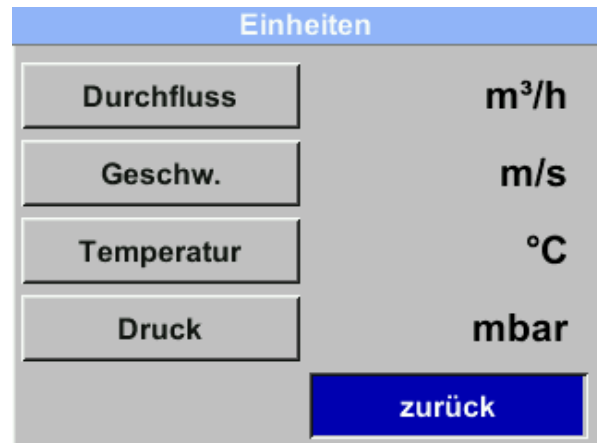 Einheiten
Durchfluss m³/h
Geschw. m/s
Temperatur °C
Druck mbar
zurück